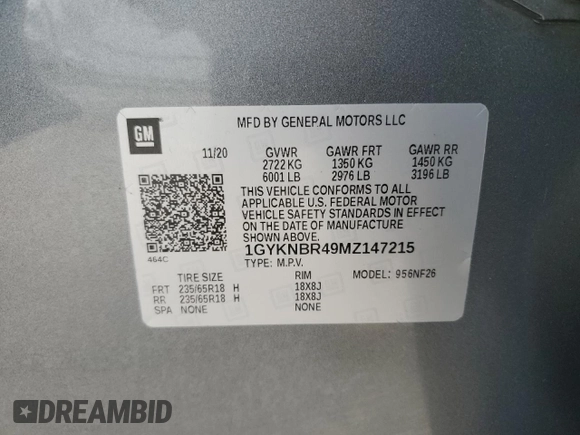 GM
MFD BY GENEPAL MOTORS LLC
11/20 GVWR GAWR FRT GAWR RR
2722 KG 1350 KG 1450 KG
6001 LB 2976 LB 3196 LB
THIS VEHICLE CONFORMS TO ALL
APPLICABLE U.S. FEDERAL MOTOR
VEHICLE SAFETY STANDARDS IN EFFECT
ON THE DATE OF MANUFACTURE
SHOWN ABOVE.
464C
1GYKNBR49MZ147215
TYPE: M.P.V.
TIRE SIZE RIM MODEL: 956NF26
FRT 235/65R18 H 18X8J
RR 235/65R18 H 18X8J
SPA NONE NONE
DREAMBID